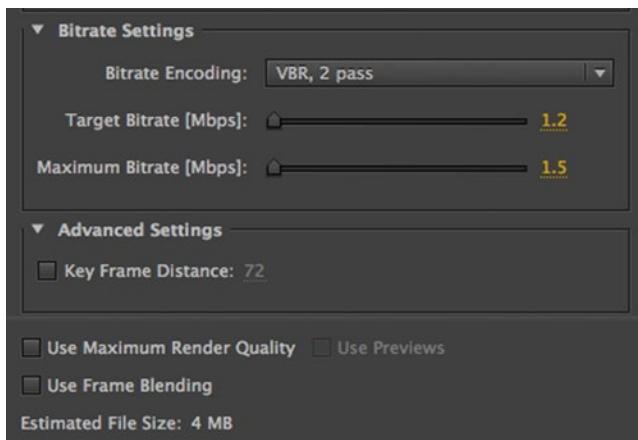 Bitrate Settings
Bitrate Encoding: VBR, 2 pass
Target Bitrate [Mbps]: 1.2
Maximum Bitrate [Mbps]: 1.5
Advanced Settings
Key Frame Distance: 72
Use Maximum Render Quality Use Previews
Use Frame Blending
Estimated File Size: 4 MB